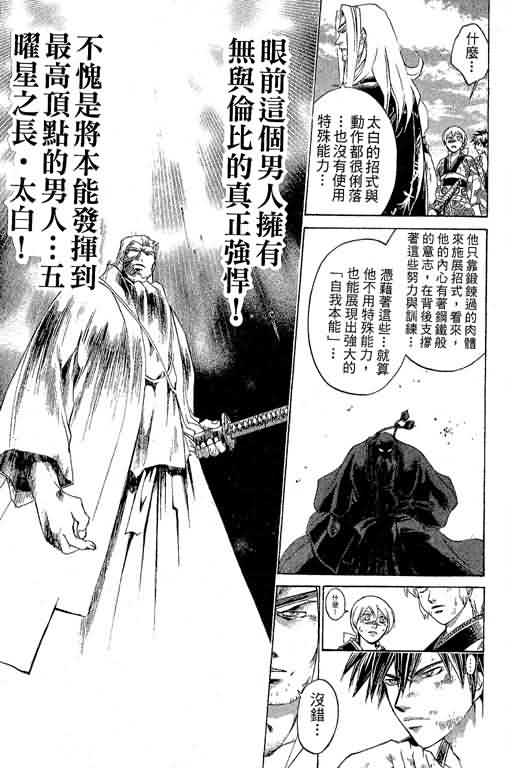 什麼…
太白的招式與
動作都很俐落
…也沒有使用
特殊能力…
他只靠鍛鍊過的肉體
來施展招式，看來，
他的內心有著鋼鐵般
的意志，在背後支撐
著這些努力與訓練…
憑藉著這些…就算
他不用特殊能力，
也能展現出強大的
「自我本能」…
什麼…
沒錯…
眼前這個男人擁有
無與倫比的真正強悍！
不愧是將本能發揮到
最高頂點的男人…五
曜星之長・太白！